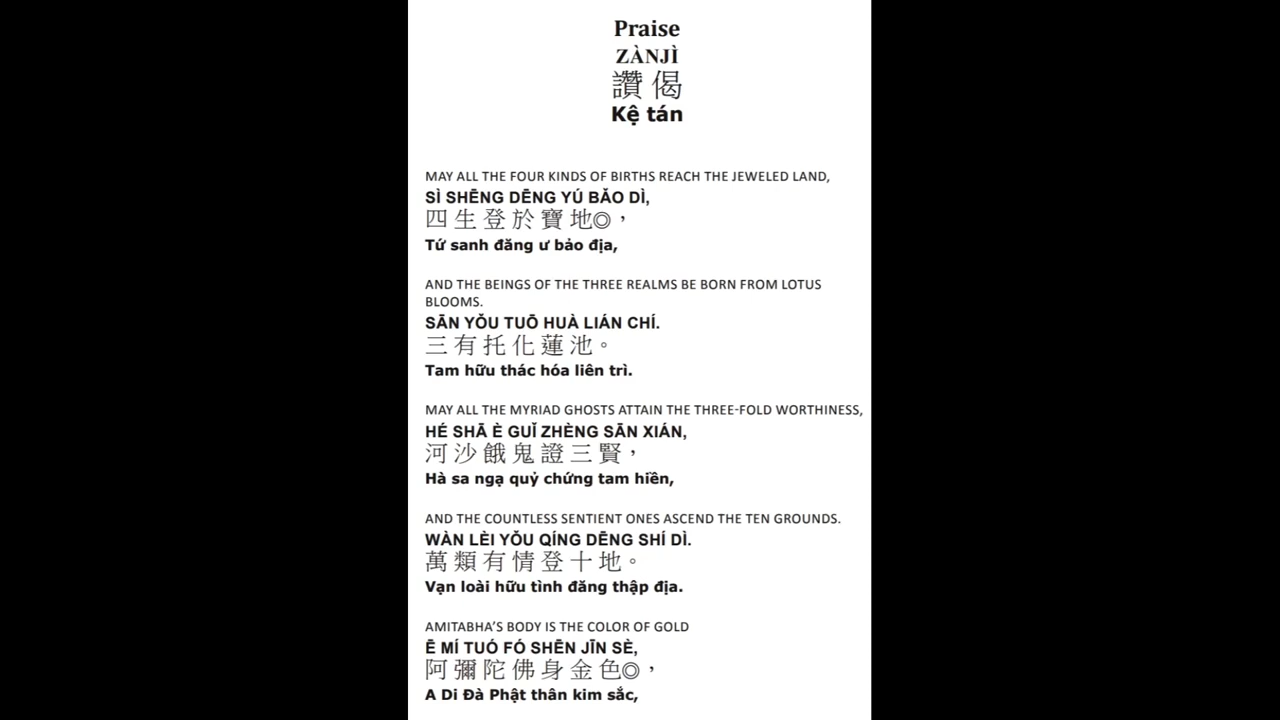 Praise
ZÀNJÌ
讚 偈
Kệ tán
MAY ALL THE FOUR KINDS OF BIRTHS REACH THE JEWELED LAND,
SÌ SHĒNG DĒNG YÚ BǍO DÌ,
四 生 登 於 寶 地◎，
Tứ sanh đăng ư bảo địa,
AND THE BEINGS OF THE THREE REALMS BE BORN FROM LOTUS
BLOOMS.
SĀN YǑU TUŌ HUÀ LIÁN CHÍ.
三 有 托 化 蓮 池。
Tam hữu thác hóa liên trì.
MAY ALL THE MYRIAD GHOSTS ATTAIN THE THREE-FOLD WORTHINESS,
HÉ SHĀ È GUǏ ZHÈNG SĀN XIÁN,
河 沙 餓 鬼 證 三 賢，
Hà sa ngạ quỷ chứng tam hiền,
AND THE COUNTLESS SENTIENT ONES ASCEND THE TEN GROUNDS.
WÀN LÈI YǑU QÍNG DĒNG SHÍ DÌ.
萬 類 有 情 登 十 地。
Vạn loài hữu tình đăng thập địa.
AMITABHA’S BODY IS THE COLOR OF GOLD
Ē MÍ TUÓ FÓ SHĒN JĪN SÈ,
阿 彌 陀 佛 身 金 色◎，
A Di Đà Phật thân kim sắc,